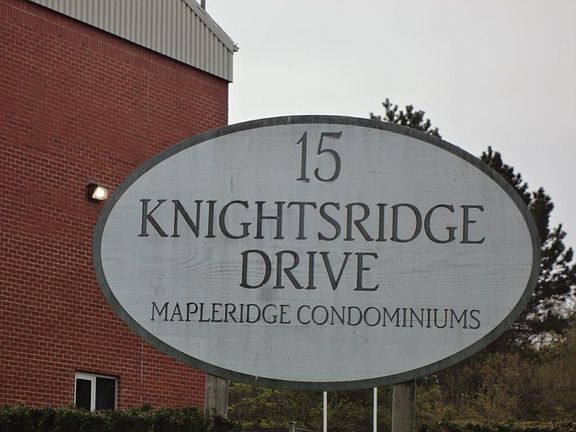 15
KNIGHTSRIDGE
DRIVE
MAPLERIDGE CONDOMINIUMS